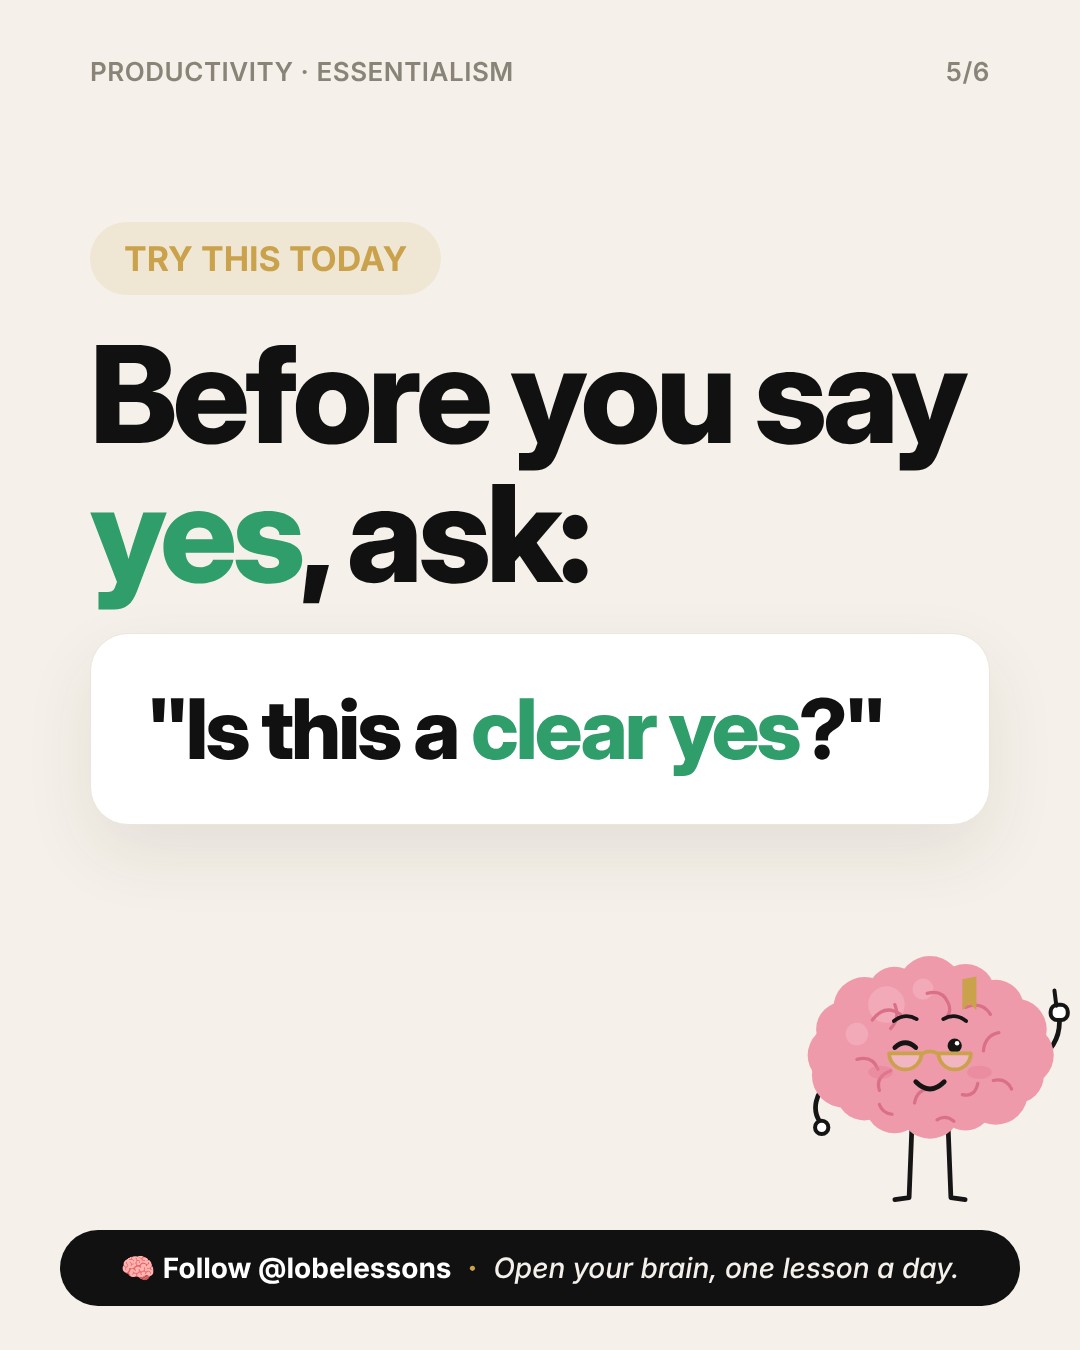 PRODUCTIVITY · ESSENTIALISM
5/6
TRY THIS TODAY
Before you say
yes, ask:
"Is this a clear yes?"
🧠 Follow @lobelessons · Open your brain, one lesson a day.